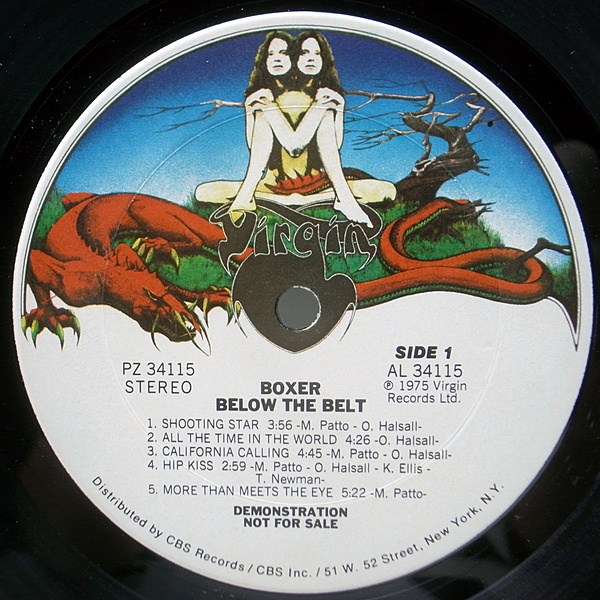 Virgin
PZ 34115
STEREO
SIDE 1
AL 34115
℗ 1975 Virgin
Records Ltd.
BOXER
BELOW THE BELT
1. SHOOTING STAR 3:56 -M. Patto - O. Halsall-
2. ALL THE TIME IN THE WORLD 4:26 -O. Halsall-
3. CALIFORNIA CALLING 4:45 -M. Patto - O. Halsall-
4. HIP KISS 2:59 -M. Patto - O. Halsall - K. Ellis -
T. Newman-
5. MORE THAN MEETS THE EYE 5:22 -M. Patto-
DEMONSTRATION
NOT FOR SALE
Distributed by CBS Records / CBS Inc. / 51 W. 52 Street, New York, N.Y.